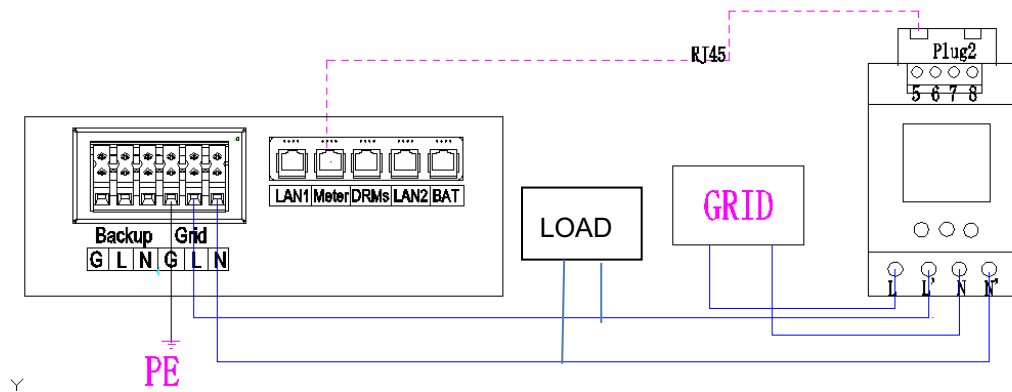 RJ45
Plug2
5 6 7 8
LAN1 Meter DRMs LAN2 BAT
LOAD
GRID
Backup Grid
G L N G L N
L L' N N'
PE
Y